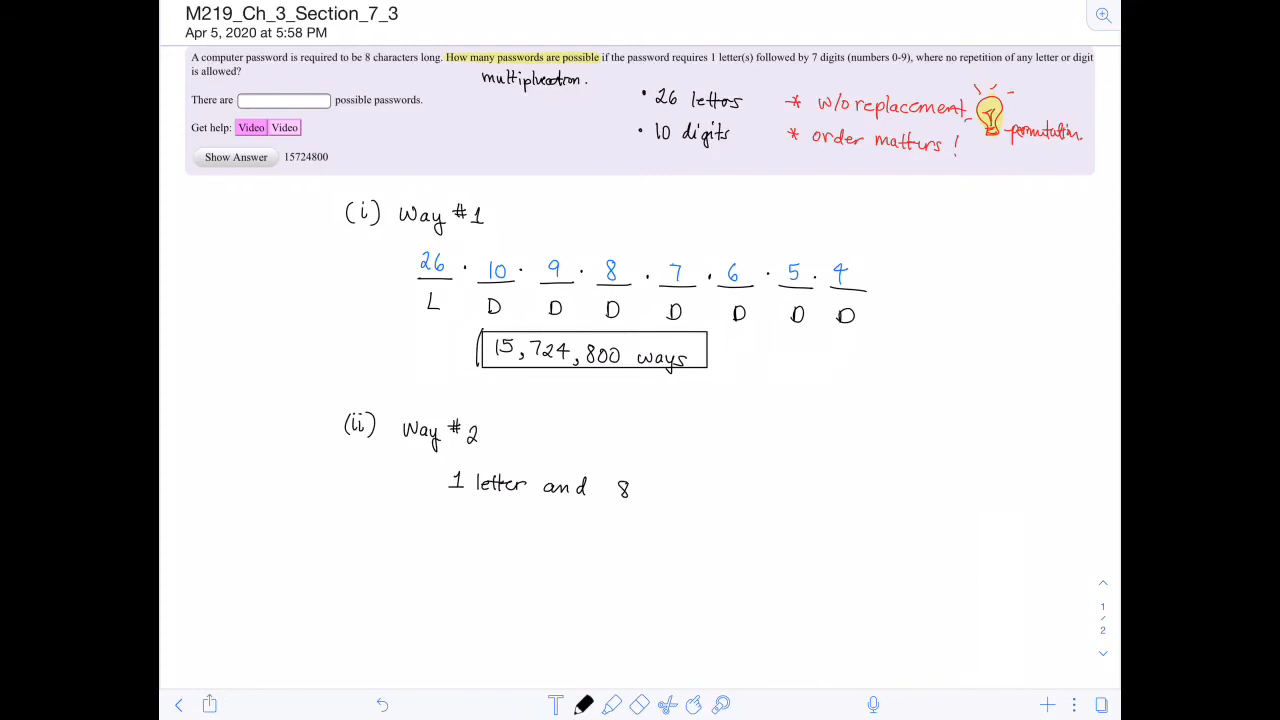 M219_Ch_3_Section_7_3
Apr 5, 2020 at 5:58 PM
A computer password is required to be 8 characters long. How many passwords are possible if the password requires 1 letter(s) followed by 7 digits (numbers 0-9), where no repetition of any letter or digit
is allowed?
multiplication.
There are possible passwords.
• 26 letters
* w/o replacement
Get help: Video Video
• 10 digits
* order matters !
permutation.
Show Answer 15724800
(i) Way #1
26 · 10 · 9 · 8 · 7 · 6 · 5 · 4
L D D D D D D D
15,724,800 ways
(ii) Way #2
1 letter and 8
1
/
2
T